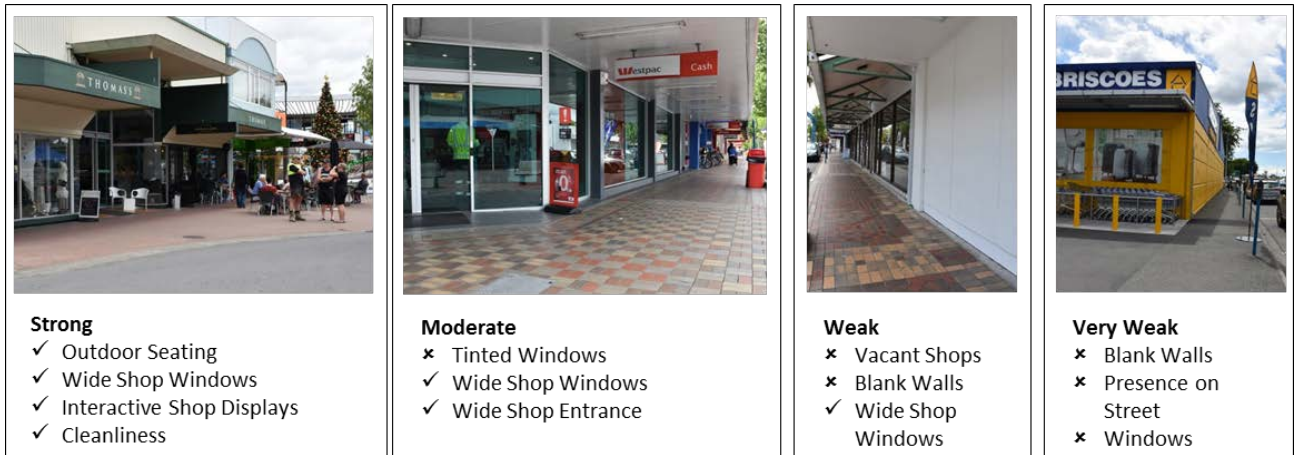 THOMAS'S
Westpac Cash
BRISCOES
Strong
✓ Outdoor Seating
✓ Wide Shop Windows
✓ Interactive Shop Displays
✓ Cleanliness
Moderate
✗ Tinted Windows
✓ Wide Shop Windows
✓ Wide Shop Entrance
Weak
✗ Vacant Shops
✗ Blank Walls
✓ Wide Shop
Windows
Very Weak
✗ Blank Walls
✗ Presence on
Street
✗ Windows